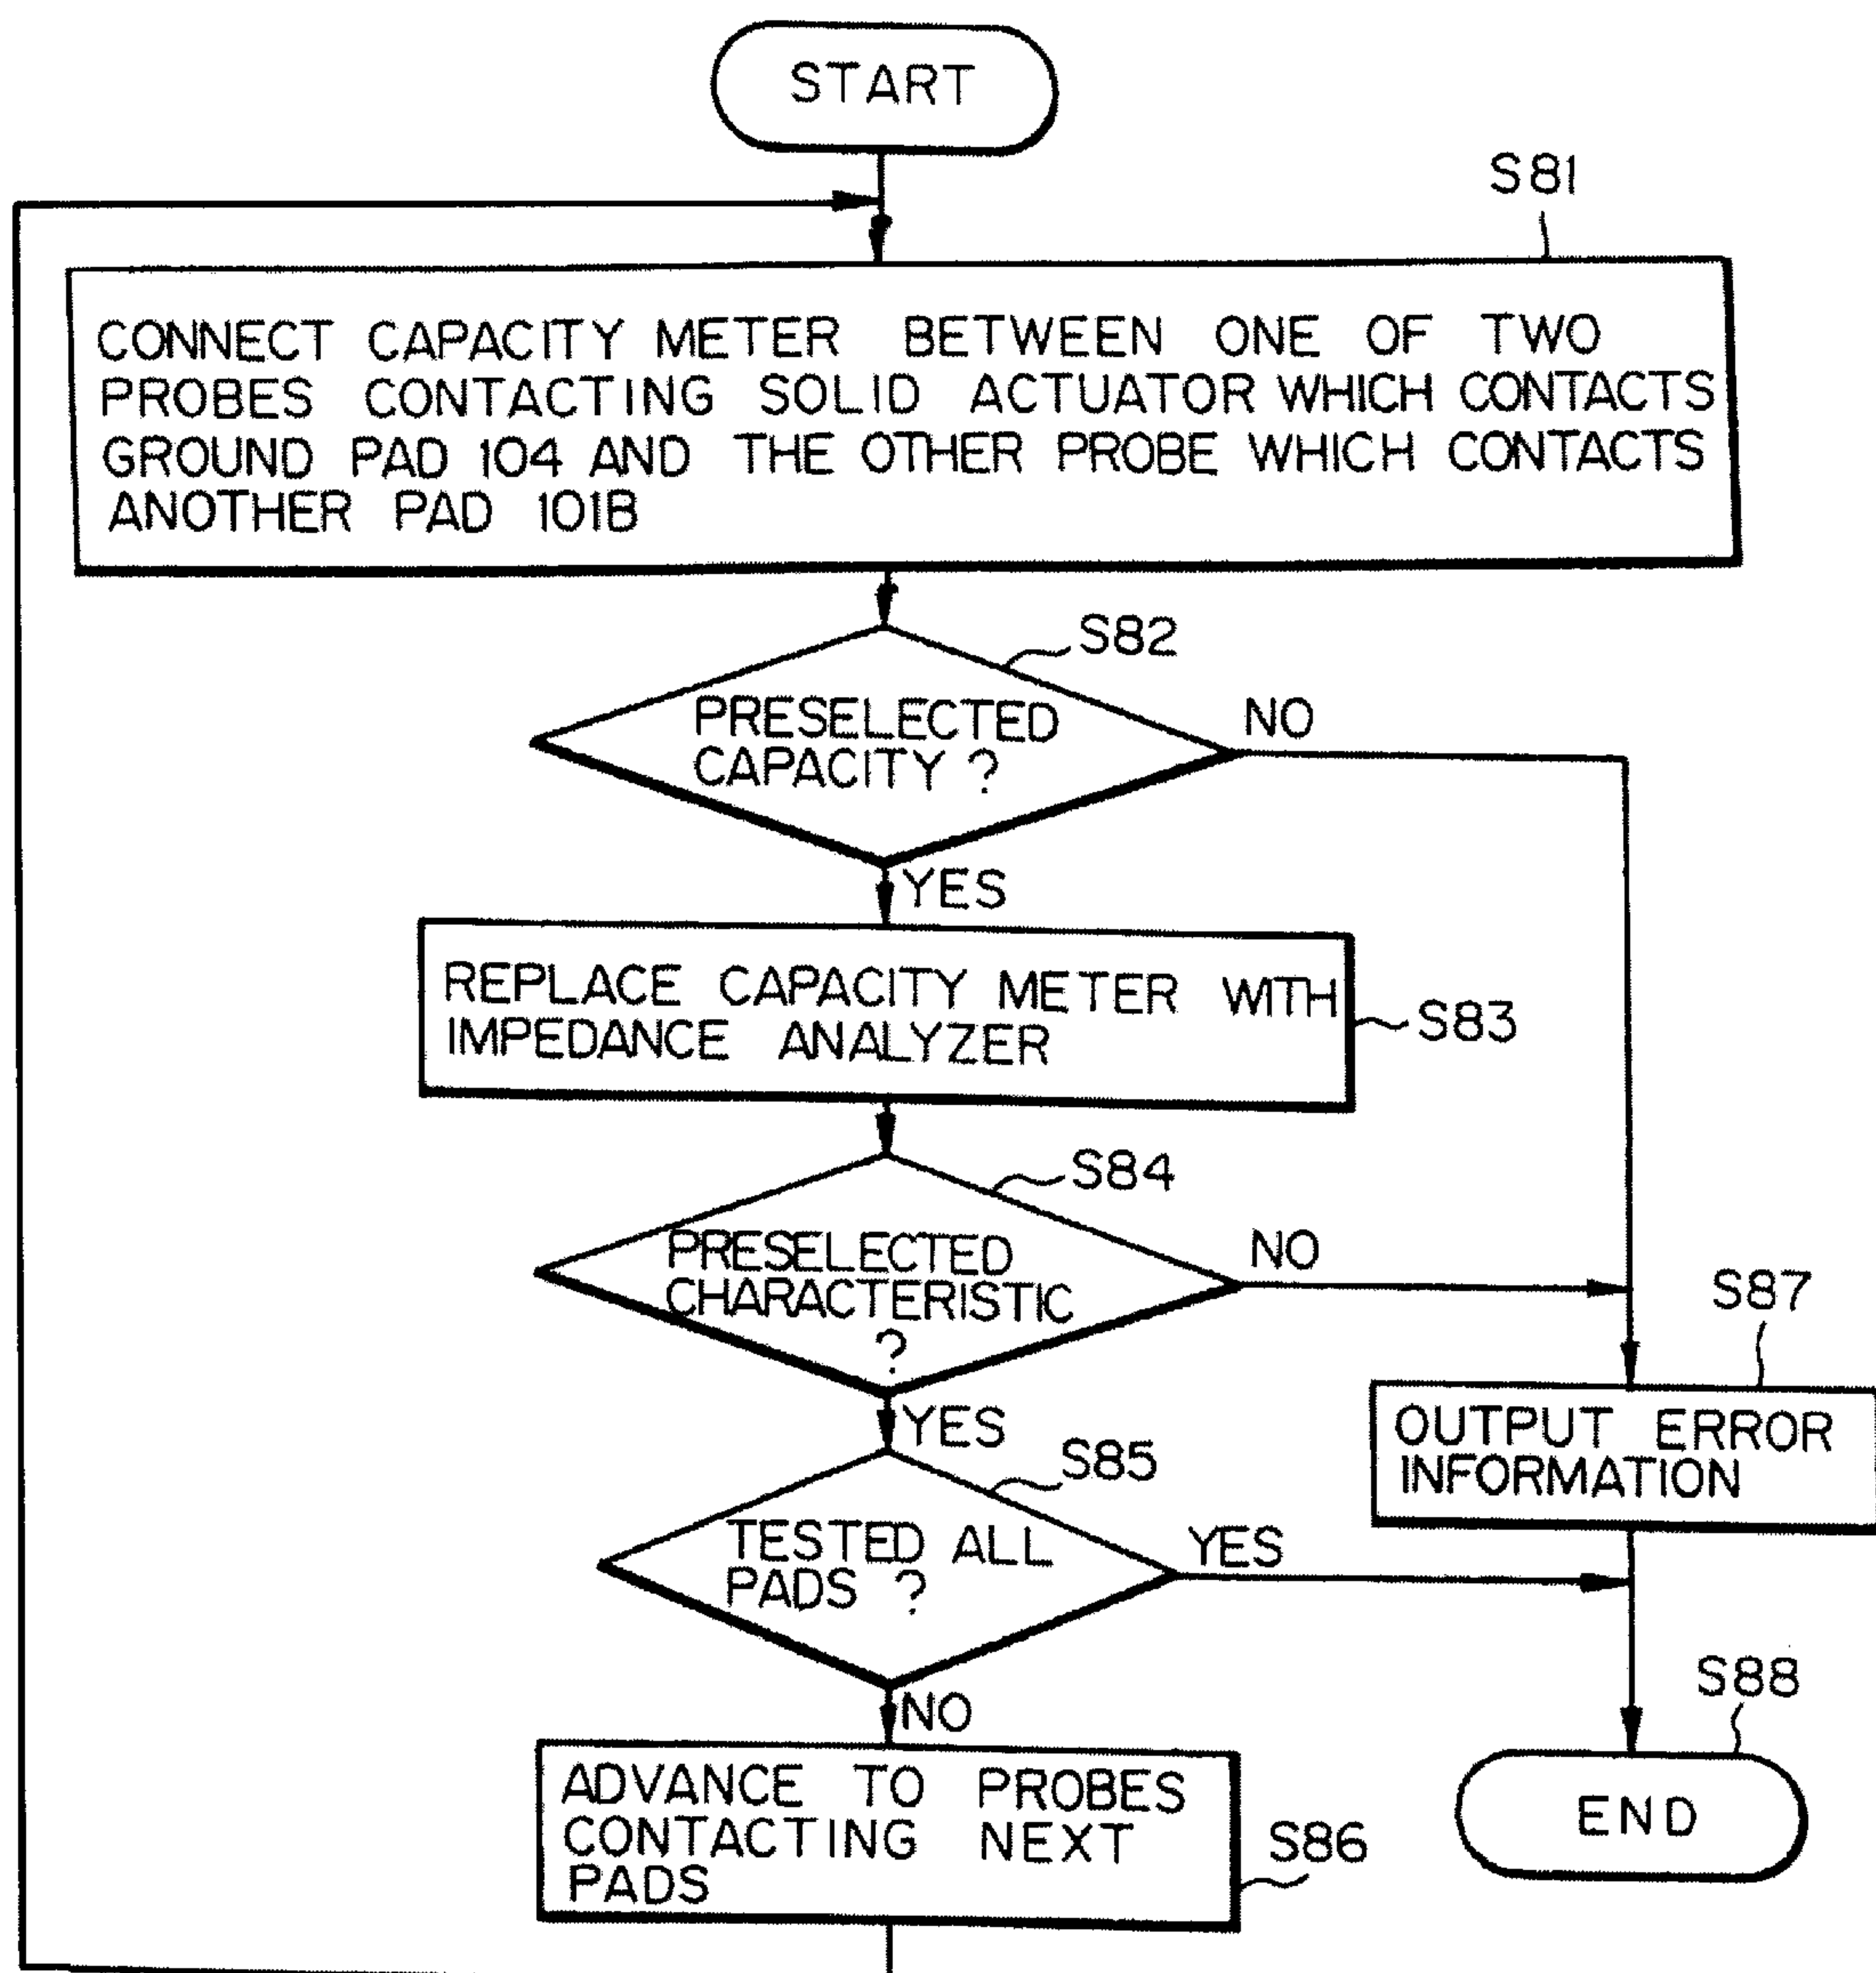 START
S81
CONNECT CAPACITY METER BETWEEN ONE OF TWO
PROBES CONTACTING SOLID ACTUATOR WHICH CONTACTS
GROUND PAD 104 AND THE OTHER PROBE WHICH CONTACTS
ANOTHER PAD 101B
S82
PRESELECTED
CAPACITY ?
NO
YES
REPLACE CAPACITY METER WITH
IMPEDANCE ANALYZER
S83
S84
PRESELECTED
CHARACTERISTIC
?
NO
YES
S87
OUTPUT ERROR
INFORMATION
S85
TESTED ALL
PADS ?
YES
NO
S88
END
ADVANCE TO PROBES
CONTACTING NEXT
PADS
S86